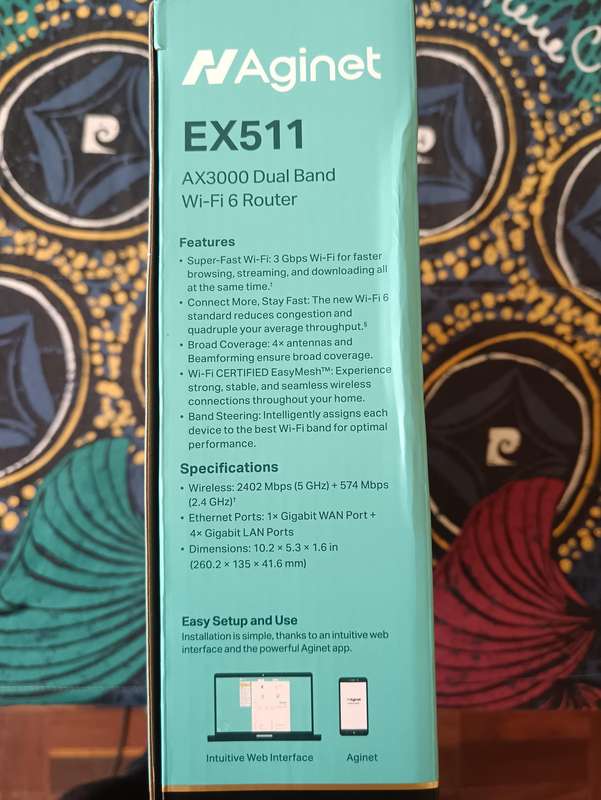 Aginet
EX511
AX3000 Dual Band
Wi-Fi 6 Router
Features
• Super-Fast Wi-Fi: 3 Gbps Wi-Fi for faster
browsing, streaming, and downloading all
at the same time.‡
• Connect More, Stay Fast: The new Wi-Fi 6
standard reduces congestion and
quadruple your average throughput.§
• Broad Coverage: 4× antennas and
Beamforming ensure broad coverage.
• Wi-Fi CERTIFIED EasyMesh™: Experience
strong, stable, and seamless wireless
connections throughout your home.
• Band Steering: Intelligently assigns each
device to the best Wi-Fi band for optimal
performance.
Specifications
• Wireless: 2402 Mbps (5 GHz) + 574 Mbps
(2.4 GHz)†
• Ethernet Ports: 1× Gigabit WAN Port +
4× Gigabit LAN Ports
• Dimensions: 10.2 × 5.3 × 1.6 in
(260.2 × 135 × 41.6 mm)
Easy Setup and Use
Installation is simple, thanks to an intuitive web
interface and the powerful Aginet app.
Aginet
Intuitive Web Interface
Aginet